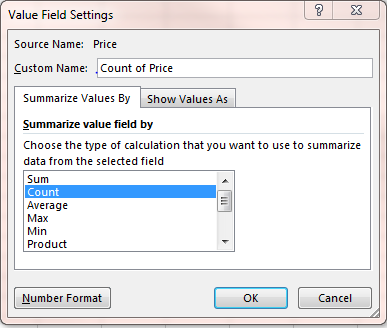 Value Field Settings
Source Name: Price
Custom Name: Count of Price
Summarize Values By Show Values As
Summarize value field by
Choose the type of calculation that you want to use to summarize
data from the selected field
Sum
Count
Average
Max
Min
Product
Number Format OK Cancel